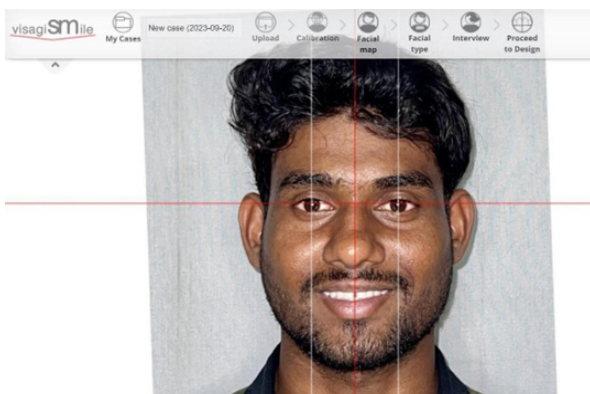 visagiSMile
My Cases
New case (2023-09-20)
Upload
Calibration
Facial
map
Facial
type
Interview
Proceed
to Design